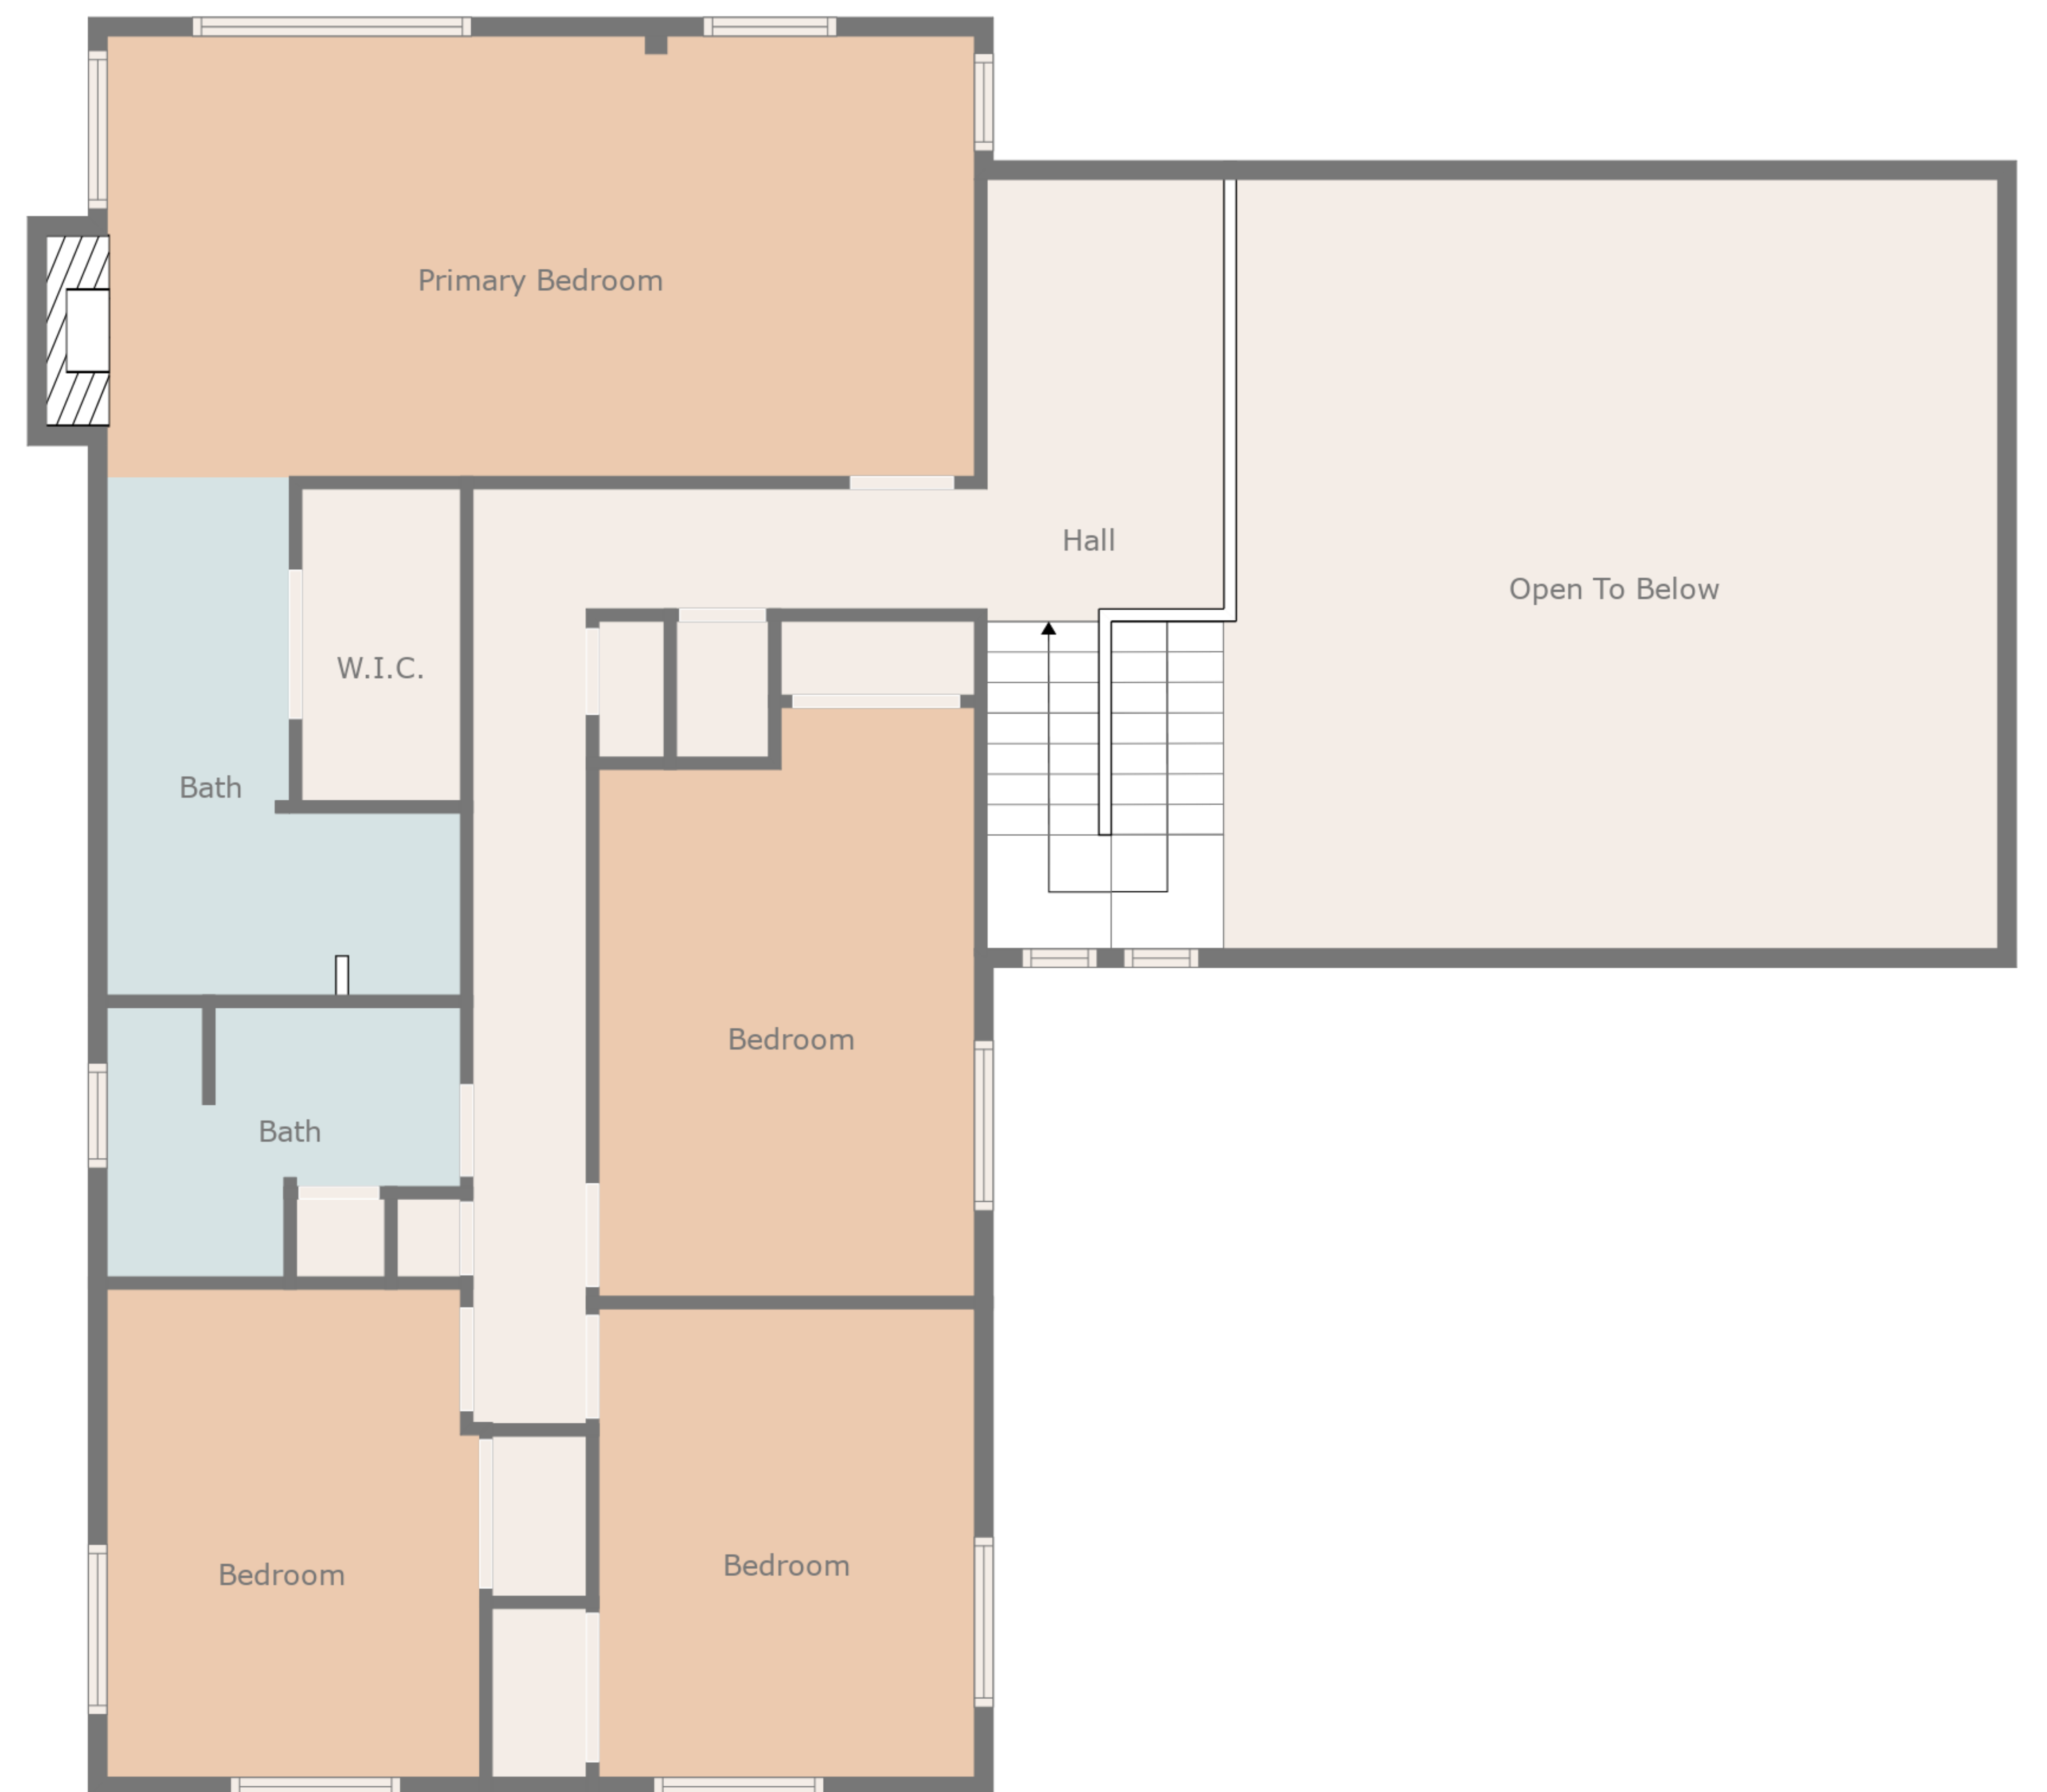 Primary Bedroom
Hall
Open To Below
W.I.C.
Bath
Bedroom
Bath
Bedroom
Bedroom